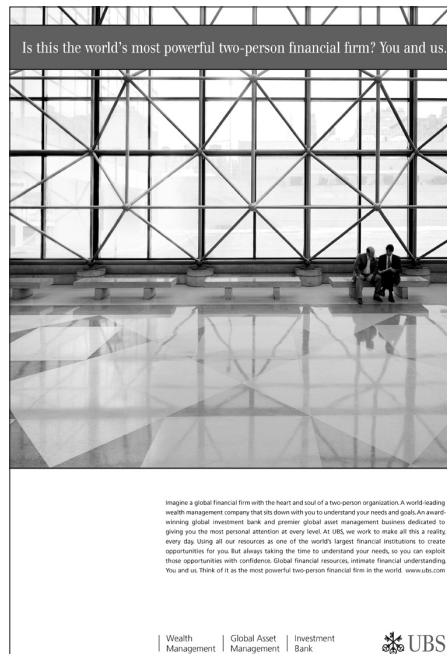 Is this the world's most powerful two-person financial firm? You and us.
Imagine a global financial firm with the heart and soul of a two-person organization. A world-leading
wealth management company that sits down with you to understand your needs and goals. An award-
winning global investment bank and premier global asset management business dedicated to
giving you the most personal attention at every level. At UBS, we work to make all this a reality,
every day. Using all our resources as one of the world's largest financial institutions to create
opportunities for you. But always taking the time to understand your needs, so you can exploit
those opportunities with confidence. Global financial resources, intimate financial understanding.
You and us. Think of it as the most powerful two-person financial firm in the world. www.ubs.com
Wealth
Management
Global Asset
Management
Investment
Bank
UBS